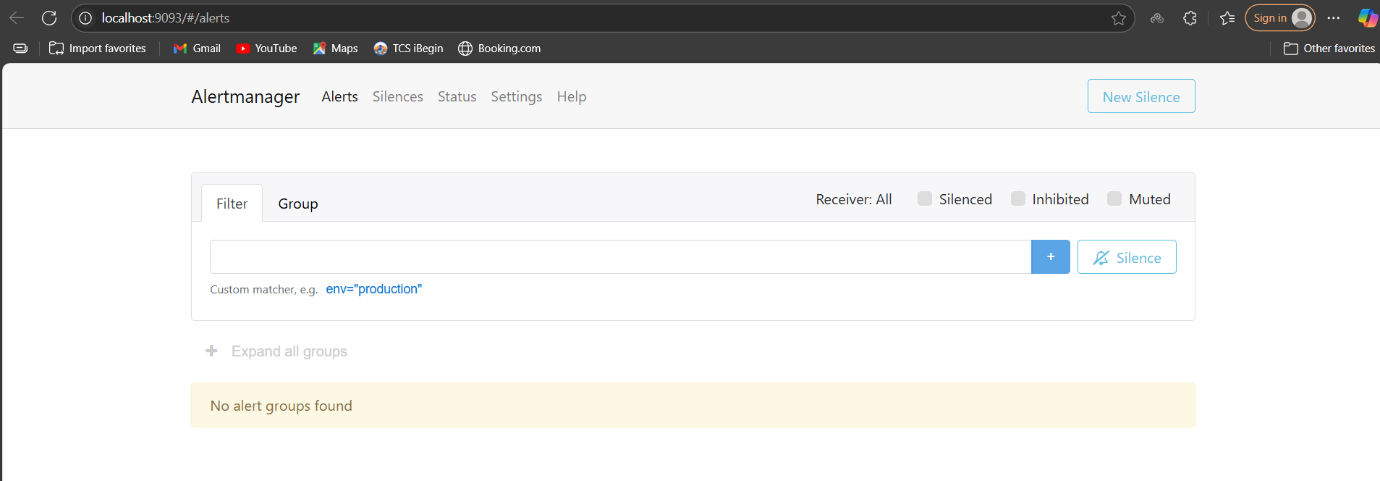 localhost:9093/#/alerts
Sign in
Import favorites Gmail YouTube Maps TCS iBegin Booking.com Other favorites
Alertmanager Alerts Silences Status Settings Help New Silence
Filter Group Receiver: All Silenced Inhibited Muted
+ Silence
Custom matcher, e.g. env="production"
+ Expand all groups
No alert groups found